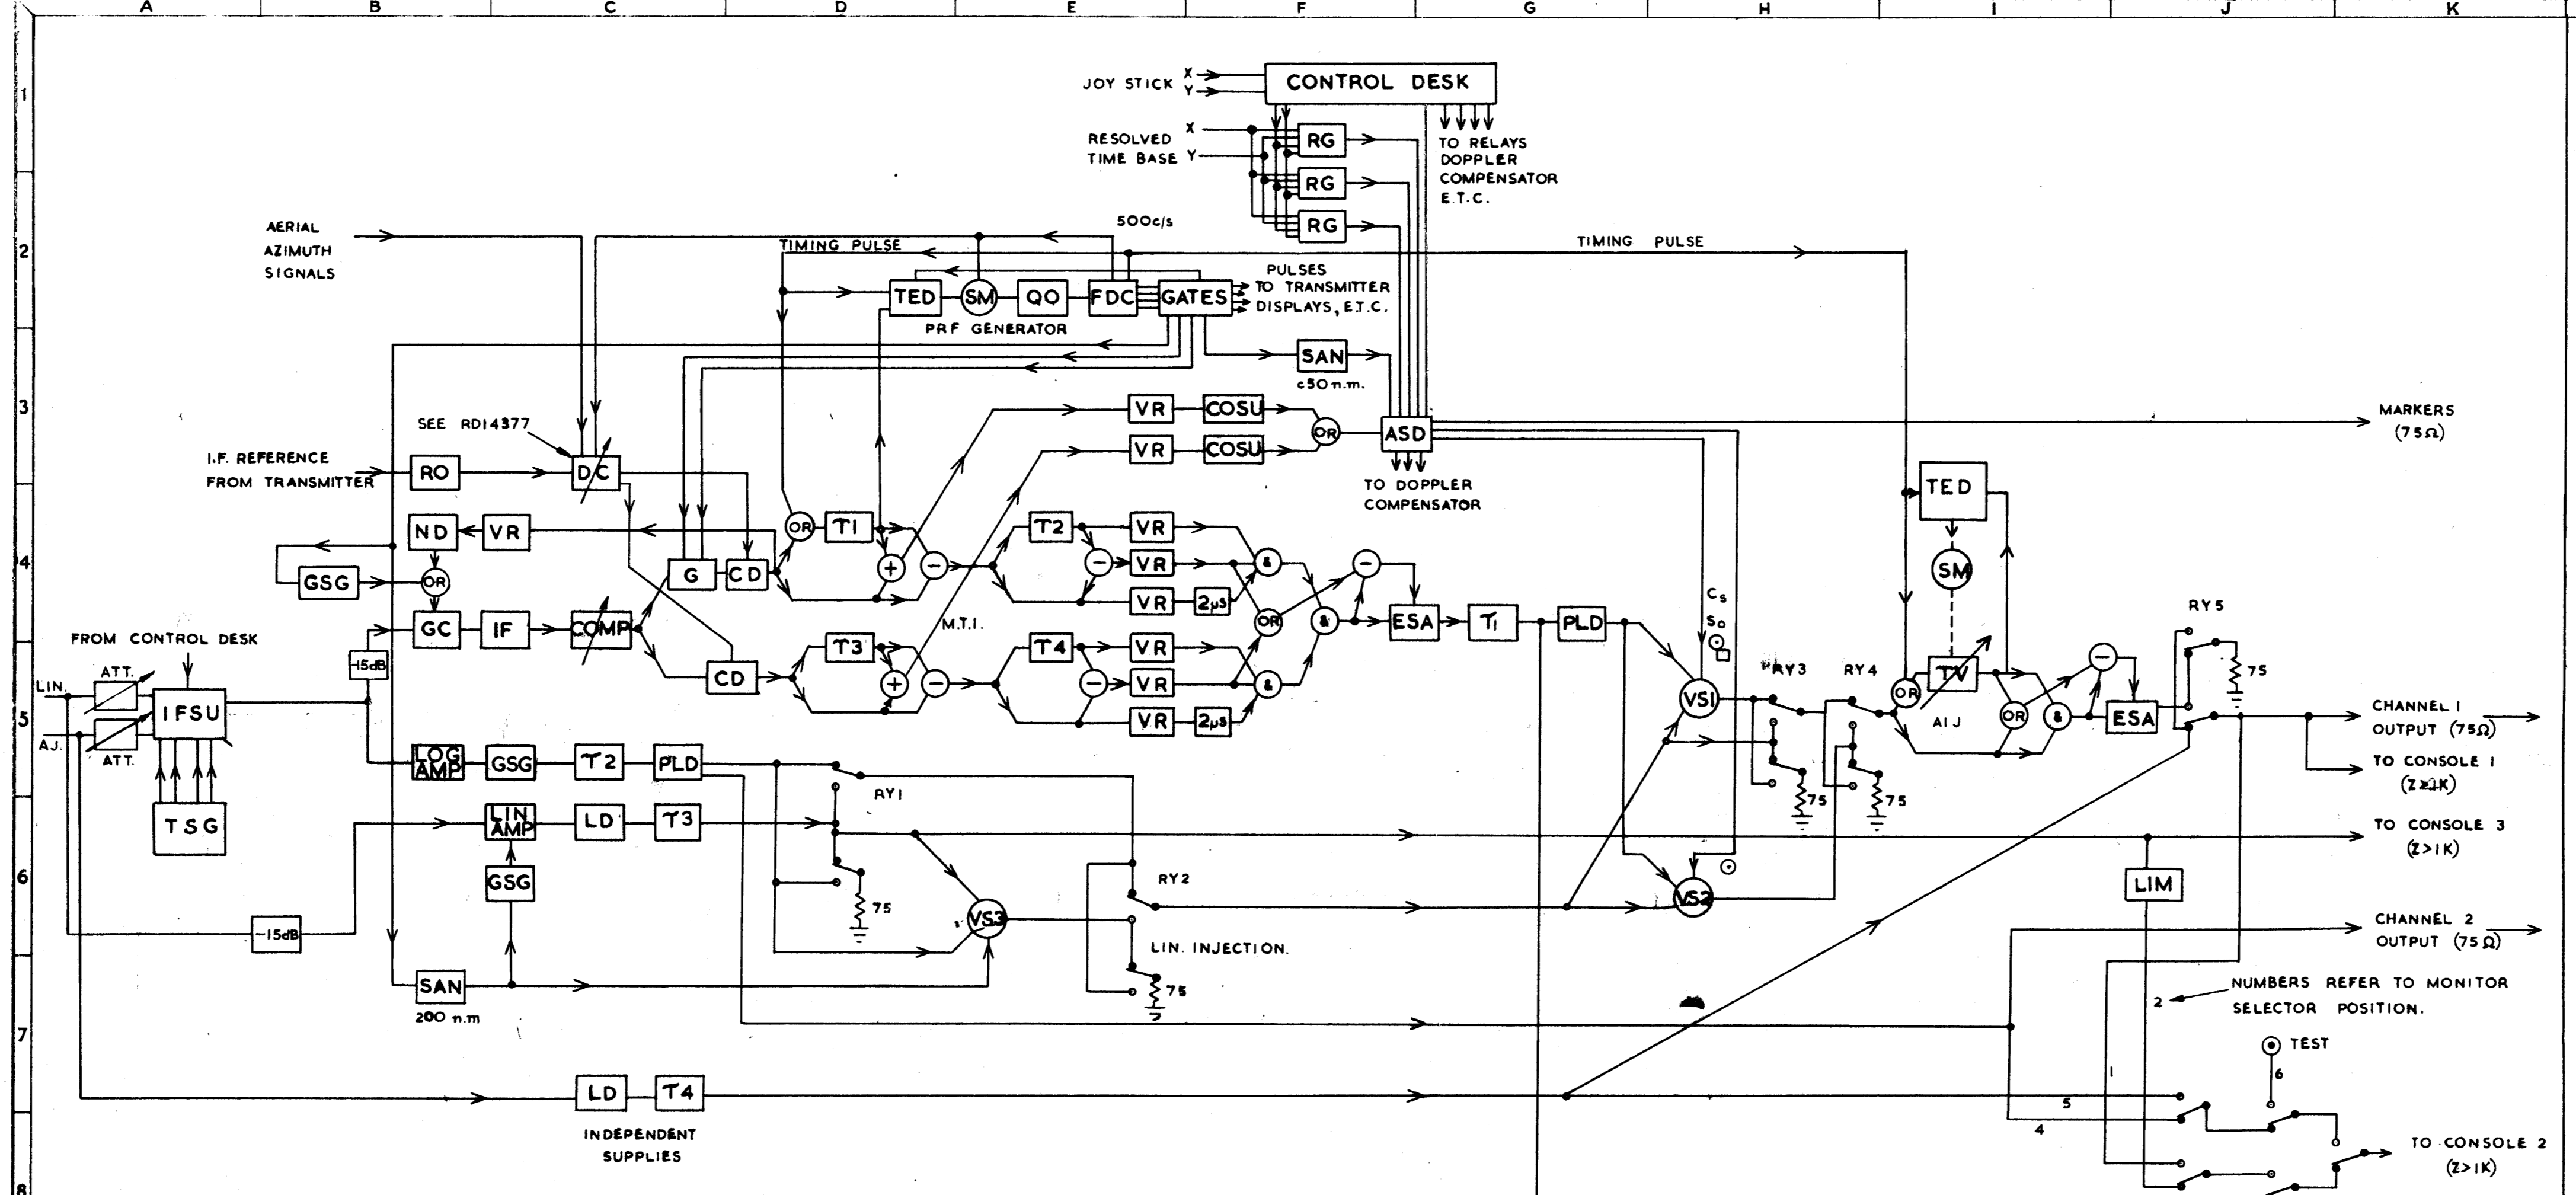 A B C D E F G H I J K
1
JOY STICK X
Y
CONTROL DESK
RESOLVED X
TIME BASE Y
RG
RG
RG
TO RELAYS
DOPPLER
COMPENSATOR
E.T.C.
2
AERIAL
AZIMUTH
SIGNALS
500c/s
TIMING PULSE
TIMING PULSE
TED SM QO FDC GATES
PRF GENERATOR
PULSES
TO TRANSMITTER
DISPLAYS, E.T.C.
SAN
c50 n.m.
3
SEE RD14377
VR COSU
OR
VR COSU
ASD
MARKERS
(75Ω)
I.F. REFERENCE
FROM TRANSMITTER
RO DC
TO DOPPLER
COMPENSATOR
TED
4
ND VR
OR T1
+
−
T2 VR
− VR
VR 2μs
&
−
SM
GSG OR
G CD
GC IF COMP
M.T.I.
OR
&
ESA T1 PLD
Cs
So
RY5
FROM CONTROL DESK
-15dB
ATT.
LIN.
IFSU
CD
T3
+
−
T4 VR
− VR
VR 2μs
&
VS1
RY3 RY4
OR TV
A1J
OR
&
−
ESA
75
5
AJ.
ATT.
CHANNEL 1
OUTPUT (75Ω)
LOG
AMP
GSG T2 PLD
RY1
75
75
TO CONSOLE 1
(Z>1K)
TSG
LIN
AMP
LD T3
TO CONSOLE 3
(Z>1K)
6
GSG
75
RY2
VS2
LIM
-15dB
VS3
LIN. INJECTION.
CHANNEL 2
OUTPUT (75Ω)
SAN
200 n.m
75
2
NUMBERS REFER TO MONITOR
SELECTOR POSITION.
7
TEST
1
6
LD T4
5
4
INDEPENDENT
SUPPLIES
TO CONSOLE 2
(Z>1K)
8